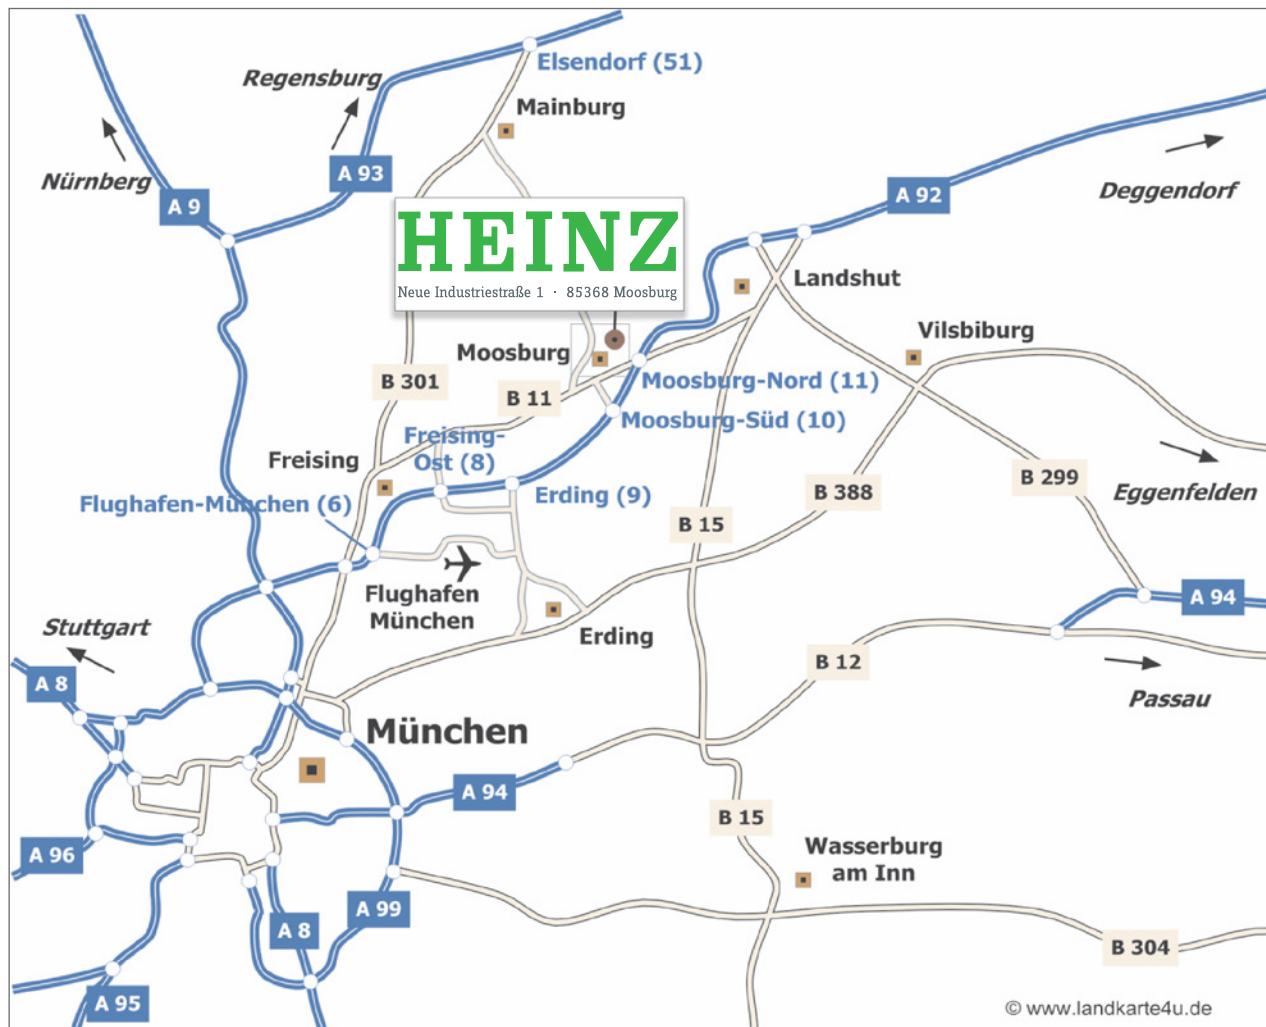 Elsendorf (51)
Regensburg
Mainburg
A 93
Nürnberg
A 9
A 92
Deggendorf
HEINZ
Neue Industriestraße 1 · 85368 Moosburg
Landshut
Vilsbiburg
Moosburg
B 301
Moosburg-Nord (11)
B 11
Moosburg-Süd (10)
Freising-
Ost (8)
Freising
Flughafen-München (6)
Erding (9)
B 299
B 388
Eggenfelden
B 15
Flughafen
München
A 94
Stuttgart
Erding
B 12
A 8
Passau
München
A 94
B 15
A 96
Wasserburg
am Inn
A 99
A 8
B 304
A 95
© www.landkarte4u.de